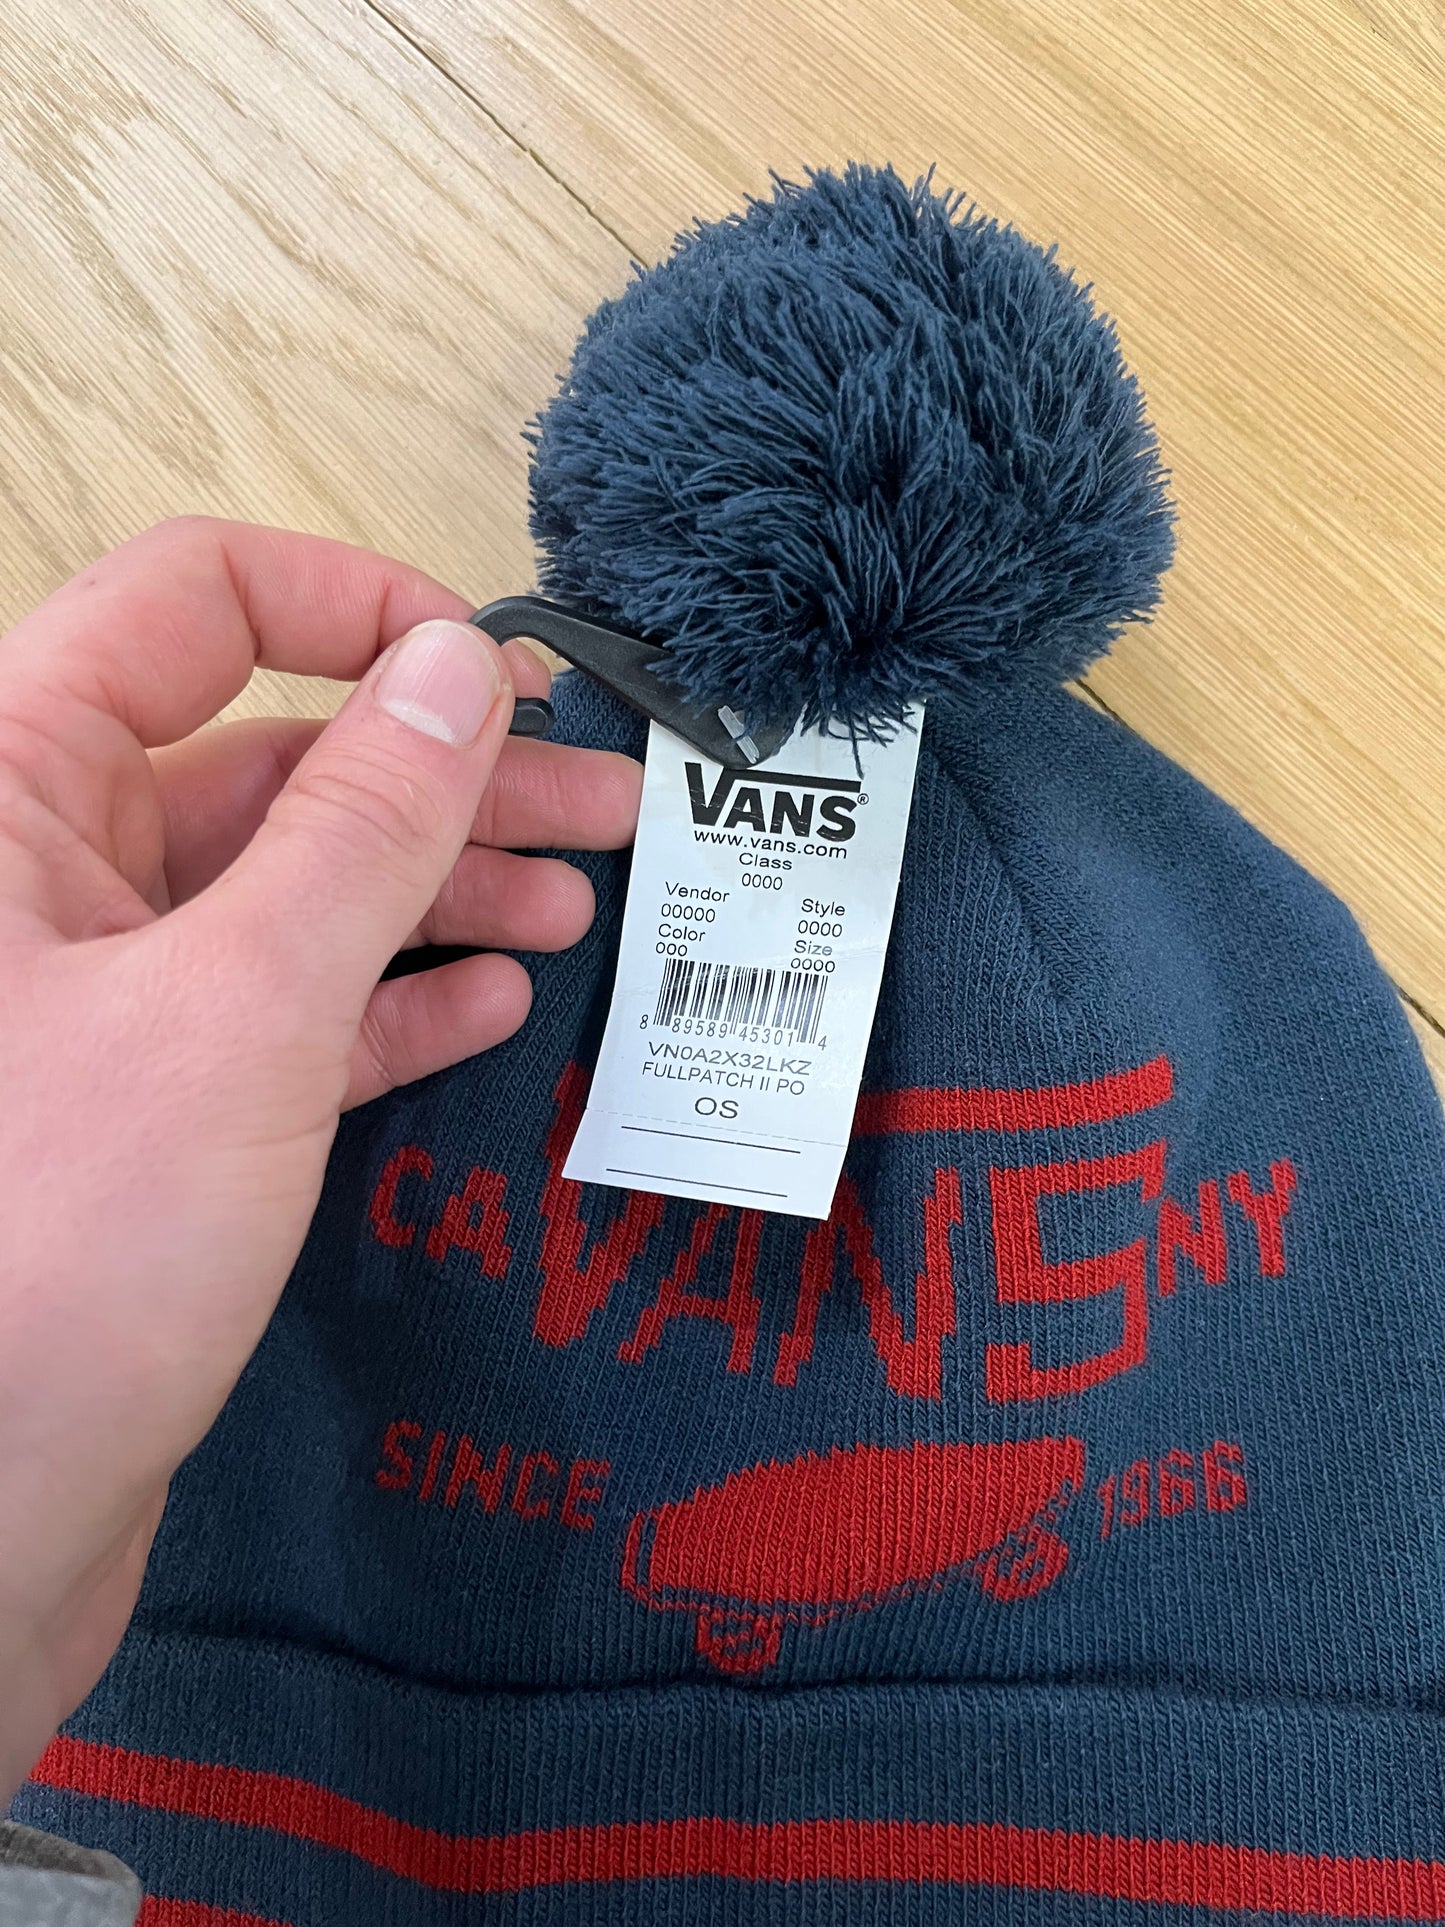 VANS®
www.vans.com
Class
0000
Vendor Style
00000 0000
Color Size
000 0000
8 89589 45301 4
VN0A2X32LKZ
FULLPATCH II PO
OS
CA VANS NY
SINCE 1966